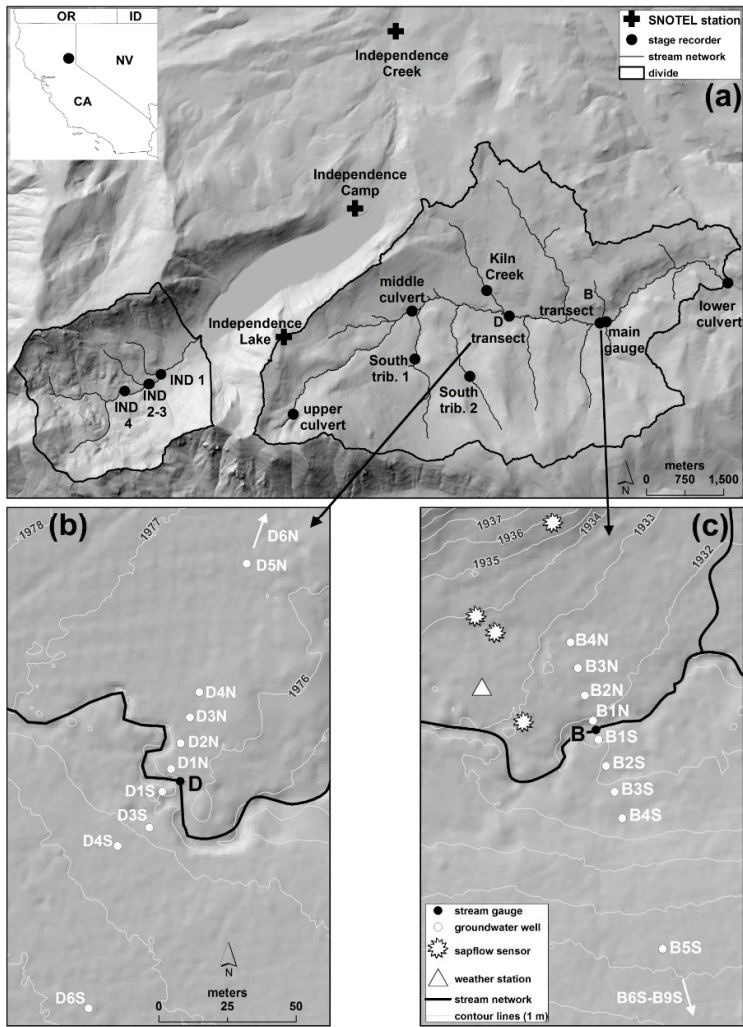 OR
ID
NV
CA
SNOTEL station
stage recorder
stream network
divide
(a)
Independence
Creek
Independence
Camp
Kiln
Creek
middle
culvert
B
transect
D
transect
lower
culvert
main
gauge
Independence
Lake
South
trib. 1
South
trib. 2
IND 1
IND
2-3
IND
4
upper
culvert
N
meters
0 750 1,500
(b)
1978
1977
D6N
D5N
1976
D4N
D3N
D2N
D1N
D
D1S
D3S
D4S
D6S
N
meters
0 25 50
(c)
1937
1936
1935
1934
1933
1932
B4N
B3N
B2N
B1N
B
B1S
B2S
B3S
B4S
B5S
B6S-B9S
stream gauge
groundwater well
sapflow sensor
weather station
stream network
contour lines (1 m)